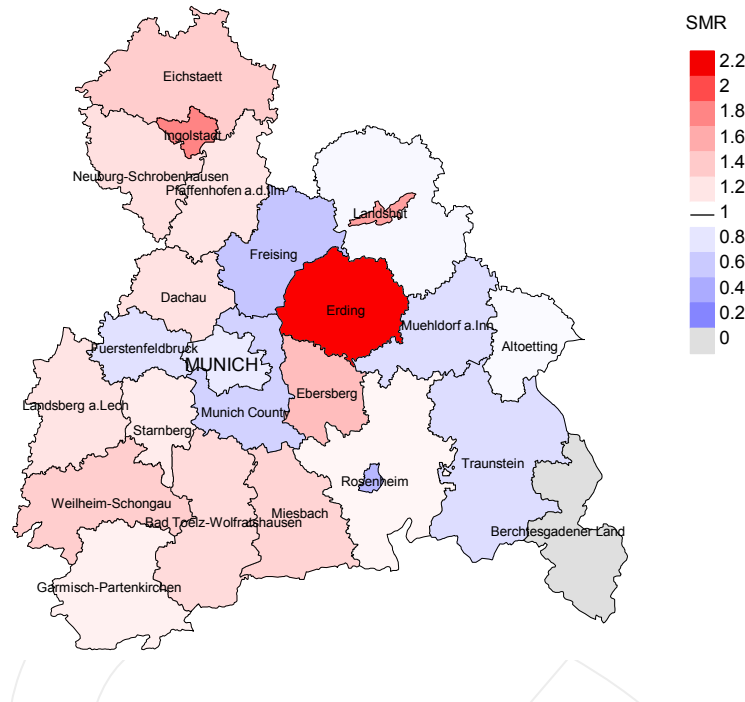 SMR
2.2
2
1.8
1.6
1.4
1.2
1
0.8
0.6
0.4
0.2
0
Eichstaett
Ingolstadt
Neuburg-Schrobenhausen
Pfaffenhofen a.d.Ilm
Landshut
Freising
Dachau
Erding
Muehldorf a.Inn
Altoetting
Fuerstenfeldbruck
MUNICH
Ebersberg
Landsberg a.Lech
Munich County
Starnberg
Traunstein
Rosenheim
Weilheim-Schongau
Miesbach
Bad Toelz-Wolfratshausen
Berchtesgadener Land
Garmisch-Partenkirchen